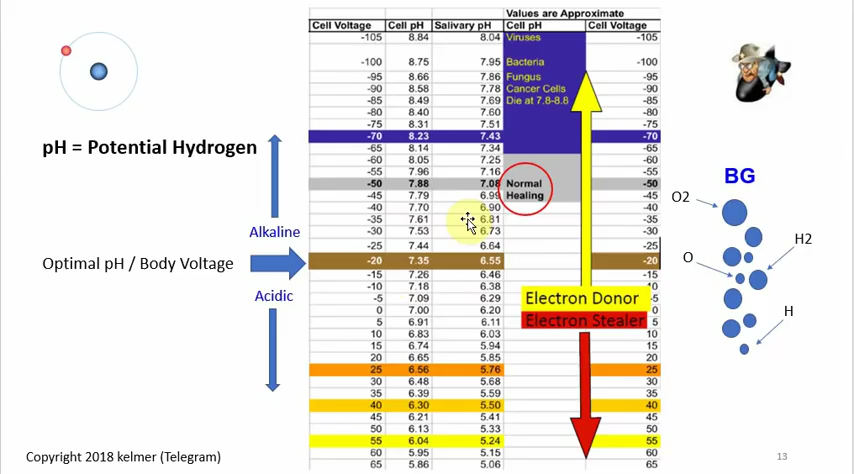 Values are Approximate
Cell Voltage Cell pH Salivary pH Cell pH Cell Voltage
-105 8.84 8.04 Viruses -105
-100 8.75 7.95 Bacteria -100
-95 8.66 7.86 Fungus -95
-90 8.58 7.78 Cancer Cells -90
-85 8.49 7.69 Die at 7.8-8.8 -85
-80 8.40 7.60 -80
-75 8.31 7.51 -75
-70 8.23 7.43 -70
-65 8.14 7.34 -65
-60 8.05 7.25 -60
-55 7.96 7.16 -55
-50 7.88 7.08 Normal -50
-45 7.79 6.99 Healing -45
-40 7.70 6.90 -40
-35 7.61 6.81 -35
-30 7.53 6.73 -30
-25 7.44 6.64 -25
-20 7.35 6.55 -20
-15 7.26 6.46 -15
-10 7.18 6.38 -10
-5 7.09 6.29 Electron Donor -5
0 7.00 6.20 0
5 6.91 6.11 Electron Stealer 5
10 6.83 6.03 10
15 6.74 5.94 15
20 6.65 5.85 20
25 6.56 5.76 25
30 6.48 5.68 30
35 6.39 5.59 35
40 6.30 5.50 40
45 6.21 5.41 45
50 6.13 5.33 50
55 6.04 5.24 55
60 5.95 5.15 60
65 5.86 5.06 65
pH = Potential Hydrogen
Alkaline
Optimal pH / Body Voltage
Acidic
BG
O2
H2
O
H
Copyright 2018 kelmer (Telegram)
13